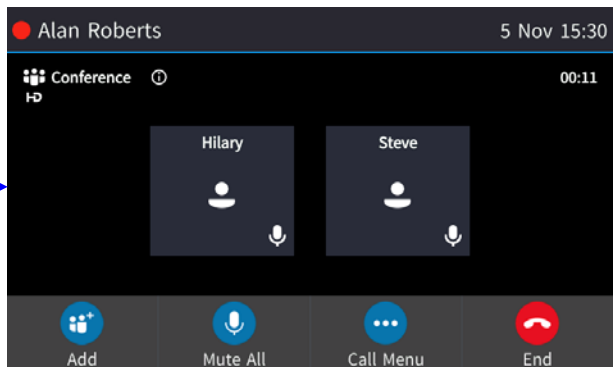 Alan Roberts 5 Nov 15:30
Conference 00:11
HD
Hilary Steve
Add Mute All Call Menu End